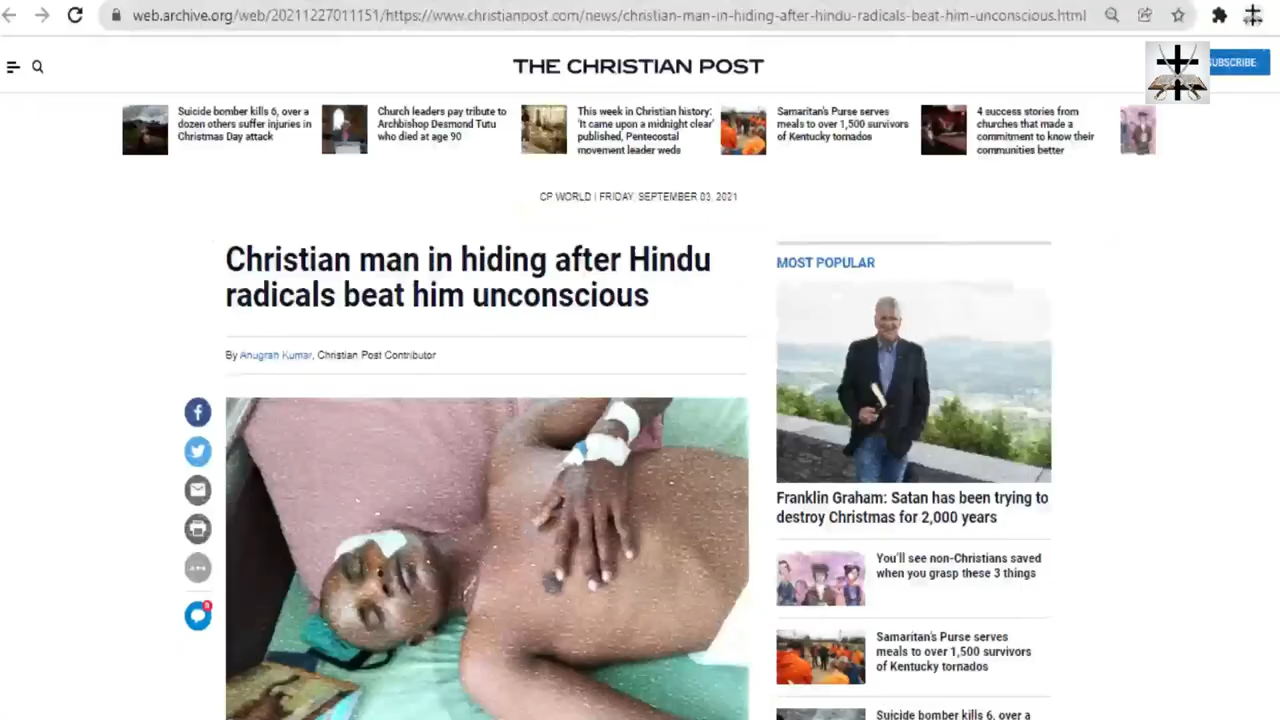 web.archive.org/web/20211227011151/https://www.christianpost.com/news/christian-man-in-hiding-after-hindu-radicals-beat-him-unconscious.html
THE CHRISTIAN POST
SUBSCRIBE
Suicide bomber kills 6, over a
dozen others suffer injuries in
Christmas Day attack
Church leaders pay tribute to
Archbishop Desmond Tutu
who died at age 90
This week in Christian history:
'It came upon a midnight clear'
published, Pentecostal
movement leader weds
Samaritan's Purse serves
meals to over 1,500 survivors
of Kentucky tornados
4 success stories from
churches that made a
commitment to know their
communities better
CP WORLD | FRIDAY, SEPTEMBER 03, 2021
Christian man in hiding after Hindu
radicals beat him unconscious
By Anugrah Kumar, Christian Post Contributor
MOST POPULAR
Franklin Graham: Satan has been trying to
destroy Christmas for 2,000 years
You'll see non-Christians saved
when you grasp these 3 things
Samaritan's Purse serves
meals to over 1,500 survivors
of Kentucky tornados
Suicide bomber kills 6, over a